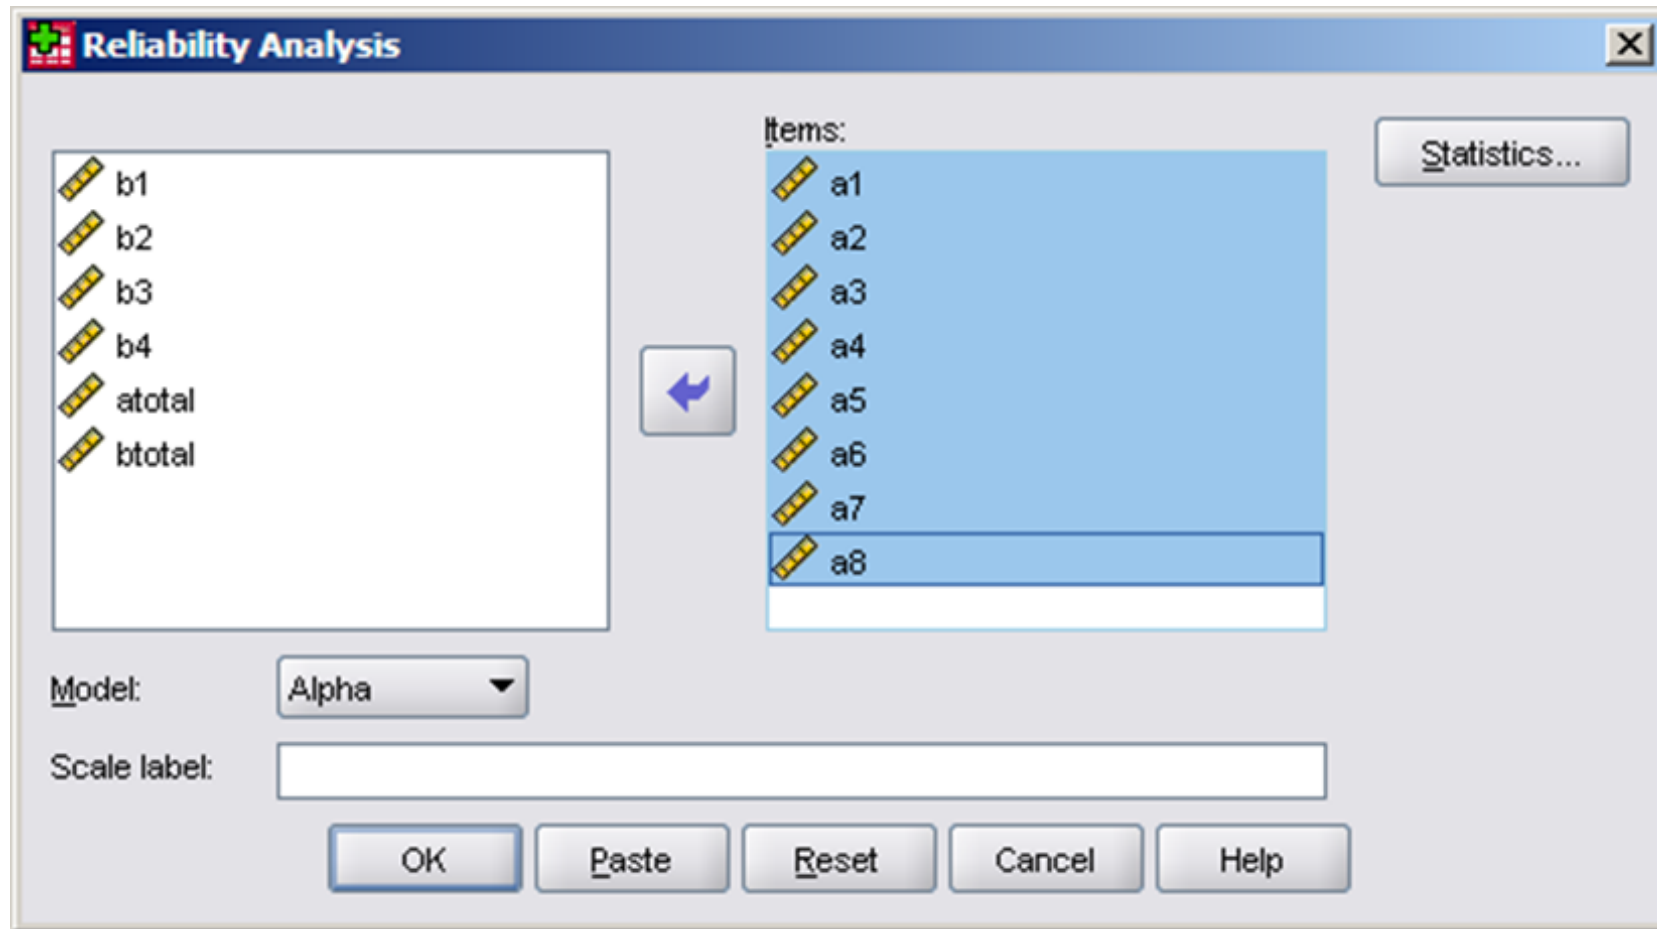 Reliability Analysis
Items:
Statistics...
b1
b2
b3
b4
atotal
btotal
a1
a2
a3
a4
a5
a6
a7
a8
Model: Alpha
Scale label:
OK Paste Reset Cancel Help